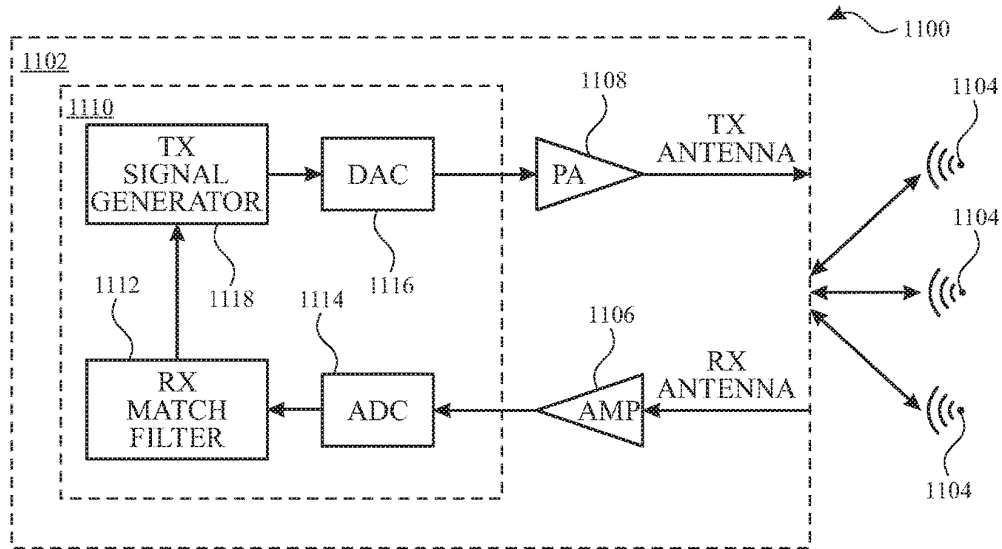 1100
1102
1110
1108
1104
TX
SIGNAL
GENERATOR
DAC
PA
TX
ANTENNA
1104
1112
1118
1116
1114
1106
RX
MATCH
FILTER
ADC
AMP
RX
ANTENNA
1104